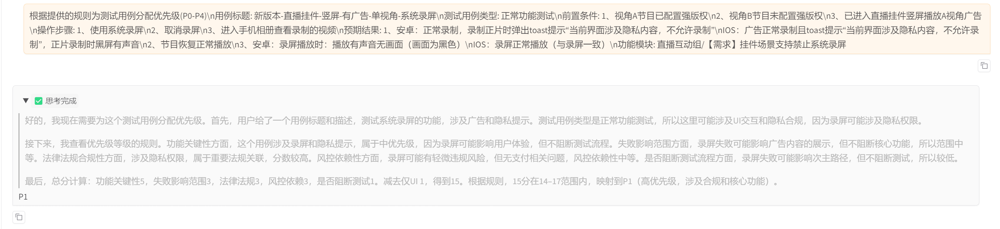 根据提供的规则为测试用例分配优先级(P0-P4)\n用例标题: 新版本-直播挂件-竖屏-有广告-单视角-系统录屏\n测试用例类型: 正常功能测试\n前置条件: 1、视角A节目已配置强版权\n2、视角B节目未配置强版权\n3、已进入直播挂件竖屏播放A视角广告
\n操作步骤: 1、使用系统录屏\n2、取消录屏\n3、进入手机相册查看录制的视频\n预期结果: 1、安卓：正常录制，录制正片时弹出toast提示“当前界面涉及隐私内容，不允许录制”\nIOS：广告正常录制且toast提示“当前界面涉及隐私内容，不允许录
制”，正片录制时黑屏有声音\n2、节目恢复正常播放\n3、安卓：录屏播放时：播放有声音无画面（画面为黑色）\nIOS：录屏正常播放（与录屏一致）\n功能模块: 直播互动组/【需求】挂件场景支持禁止系统录屏
▼ ✅ 思考完成
好的，我现在需要为这个测试用例分配优先级。首先，用户给了一个用例标题和描述，测试系统录屏的功能，涉及广告和隐私提示。测试用例类型是正常功能测试，所以这里可能涉及UI交互和隐私合规，因为录屏可能涉及隐私权限。
接下来，我查看优先级等级的规则。功能关键性方面，这个用例涉及录屏和隐私提示，属于中优先级，因为录屏可能影响用户体验，但不阻断测试流程。失败影响范围方面，录屏失败可能影响广告内容的展示，但不阻断核心功能，所以范围中
等。法律法规合规性方面，涉及隐私权限，属于重要法规关联，分数较高。风控依赖性方面，录屏可能有轻微违规风险，但无支付相关问题，风控依赖性中等。是否阻断测试流程方面，录屏失败可能影响次主路径，但不阻断测试，所以较低。
最后，总分计算：功能关键性5，失败影响范围3，法律法规3，风控依赖3，是否阻断测试1。减去仅UI 1，得到15。根据规则，15分在14–17范围内，映射到P1（高优先级，涉及合规和核心功能）。
P1